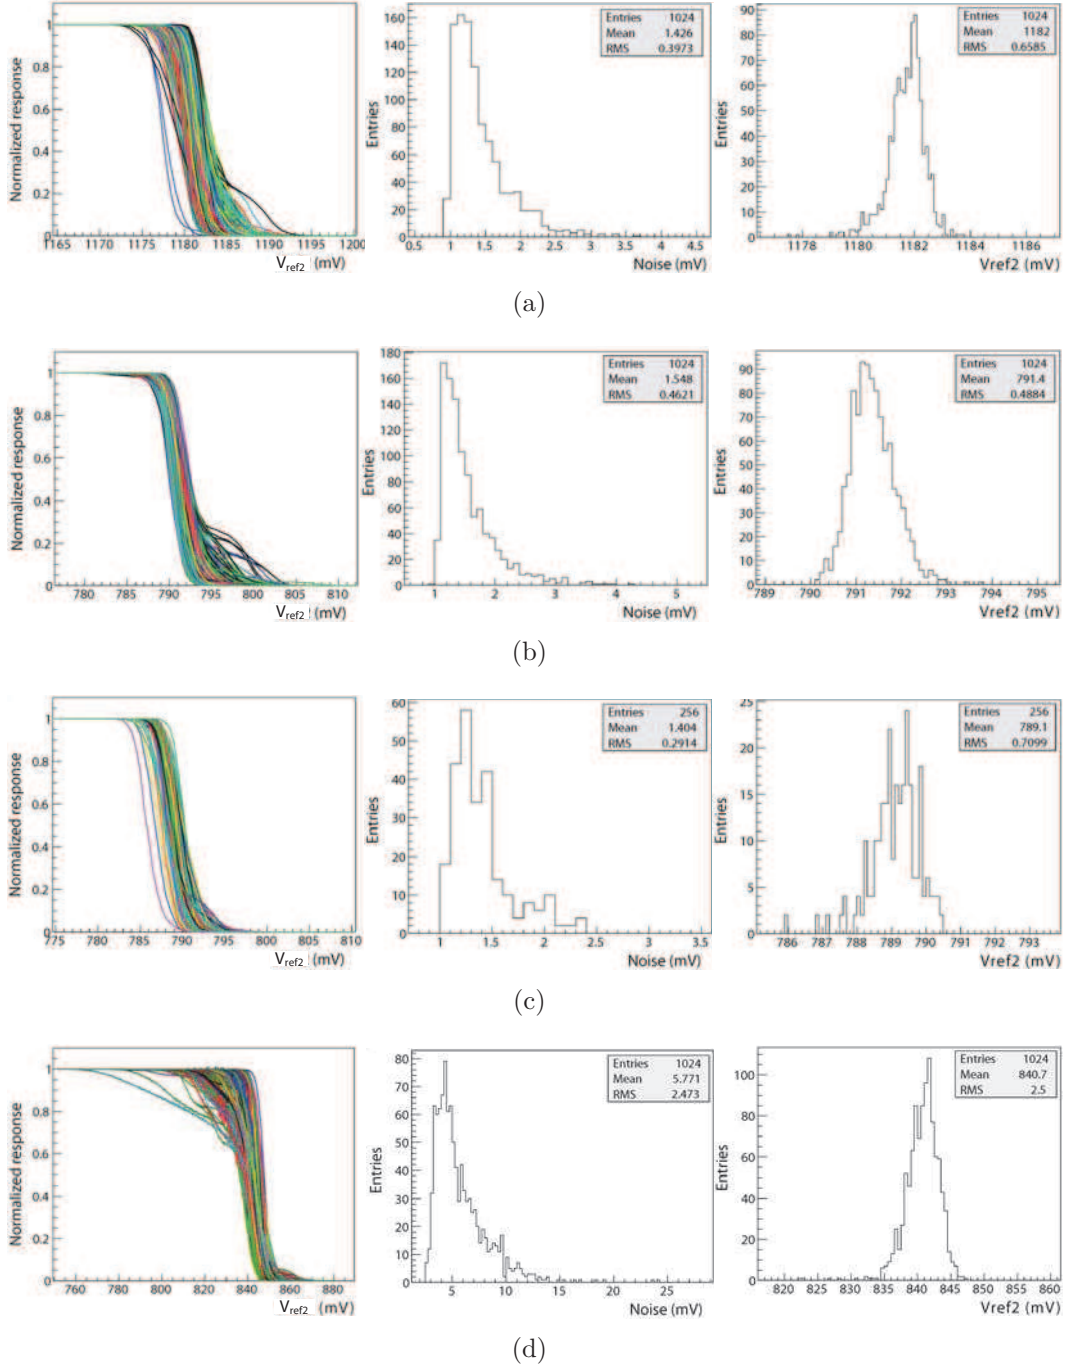 Normalized response
1
0.8
0.6
0.4
0.2
0
1165 1170 1175 1180 1185 1190 1195 1200
Vref2 (mV)
Entries
160
140
120
100
80
60
40
20
0
0.5 1 1.5 2 2.5 3 3.5 4 4.5
Noise (mV)
Entries 1024
Mean 1.426
RMS 0.3973
Entries
90
80
70
60
50
40
30
20
10
0
1178 1180 1182 1184 1186
Vref2 (mV)
Entries 1024
Mean 1182
RMS 0.6585
(a)
Normalized response
1
0.8
0.6
0.4
0.2
0
780 785 790 795 800 805 810
Vref2 (mV)
Entries
180
160
140
120
100
80
60
40
20
0
1 2 3 4 5
Noise (mV)
Entries 1024
Mean 1.548
RMS 0.4621
Entries
90
80
70
60
50
40
30
20
10
0
789 790 791 792 793 794 795
Vref2 (mV)
Entries 1024
Mean 791.4
RMS 0.4884
(b)
Normalized response
1
0.8
0.6
0.4
0.2
0
775 780 785 790 795 800 805 810
Vref2 (mV)
Entries
60
50
40
30
20
10
0
1 1.5 2 2.5 3 3.5
Noise (mV)
Entries 256
Mean 1.404
RMS 0.2914
Entries
25
20
15
10
5
0
786 787 788 789 790 791 792 793
Vref2 (mV)
Entries 256
Mean 789.1
RMS 0.7099
(c)
Normalized response
1
0.8
0.6
0.4
0.2
0
760 780 800 820 840 860 880
Vref2 (mV)
Entries
80
70
60
50
40
30
20
10
0
5 10 15 20 25
Noise (mV)
Entries 1024
Mean 5.771
RMS 2.473
Entries
100
80
60
40
20
0
820 825 830 835 840 845 850 855 860
Vref2 (mV)
Entries 1024
Mean 840.7
RMS 2.5
(d)